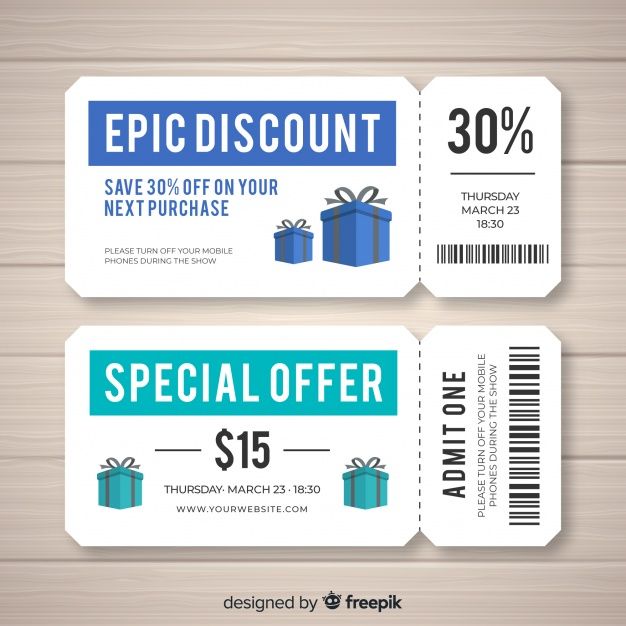 EPIC DISCOUNT
SAVE 30% OFF ON YOUR
NEXT PURCHASE
PLEASE TURN OFF YOUR MOBILE
PHONES DURING THE SHOW
30%
THURSDAY
MARCH 23
18:30
SPECIAL OFFER
$15
THURSDAY· MARCH 23 · 18:30
WWW.YOURWEBSITE.COM
ADMIT ONE
PLEASE TURN OFF YOUR MOBILE
PHONES DURING THE SHOW
designed by freepik